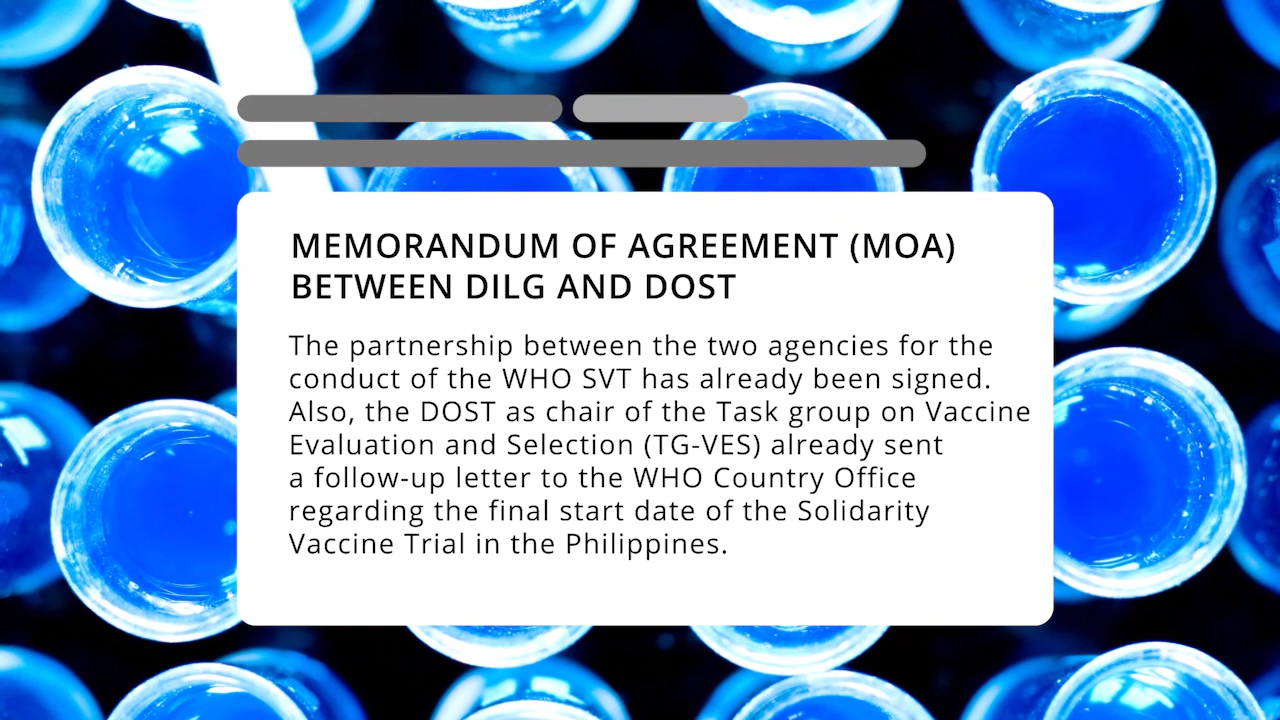 MEMORANDUM OF AGREEMENT (MOA)
BETWEEN DILG AND DOST
The partnership between the two agencies for the
conduct of the WHO SVT has already been signed.
Also, the DOST as chair of the Task group on Vaccine
Evaluation and Selection (TG-VES) already sent
a follow-up letter to the WHO Country Office
regarding the final start date of the Solidarity
Vaccine Trial in the Philippines.